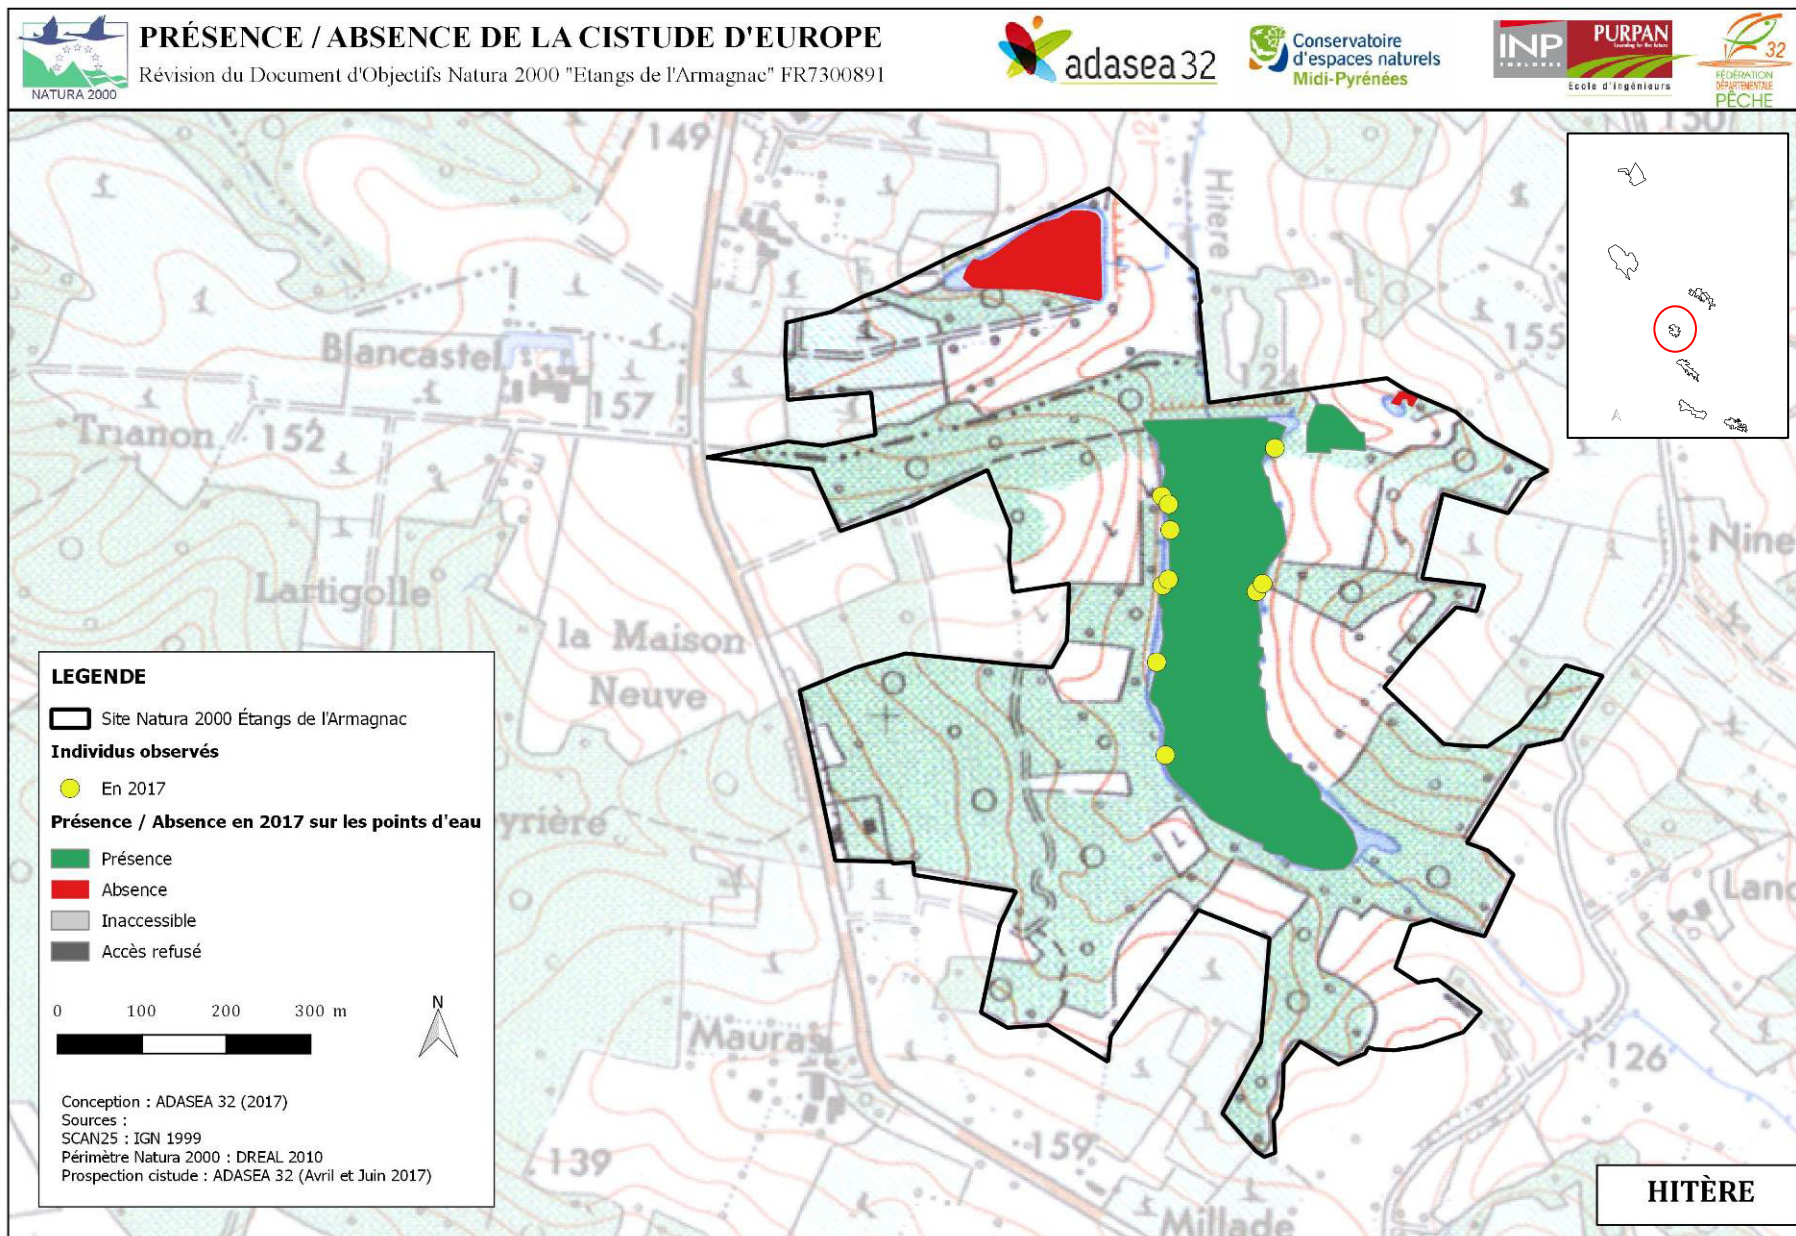 PRÉSENCE / ABSENCE DE LA CISTUDE D'EUROPE
Révision du Document d'Objectifs Natura 2000 "Etangs de l'Armagnac" FR7300891
NATURA 2000
adasea32
Conservatoire
d'espaces naturels
Midi-Pyrénées
INP
TOULOUSE
PURPAN
Ecole d'ingénieurs
32
FÉDÉRATION
DÉPARTEMENTALE
PÊCHE
149
150
Hitère
155
124
Blancastel
157
Trianon
152
Nine
Lartigolle
la Maison
Neuve
yrière
Land
Mauras
126
159
139
Millade
LEGENDE
Site Natura 2000 Étangs de l'Armagnac
Individus observés
En 2017
Présence / Absence en 2017 sur les points d'eau
Présence
Absence
Inaccessible
Accès refusé
0 100 200 300 m
N
Conception : ADASEA 32 (2017)
Sources :
SCAN25 : IGN 1999
Périmètre Natura 2000 : DREAL 2010
Prospection cistude : ADASEA 32 (Avril et Juin 2017)
HITÈRE